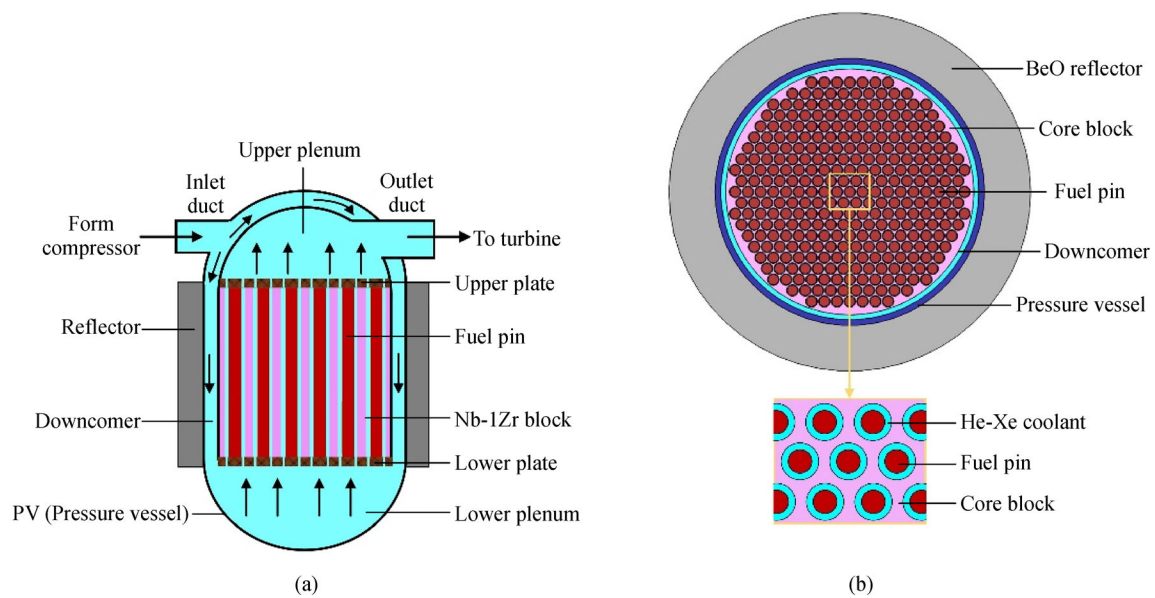 Upper plenum
Inlet
duct
Outlet
duct
Form
compressor
To turbine
Upper plate
Reflector
Fuel pin
Downcomer
Nb-1Zr block
Lower plate
PV (Pressure vessel)
Lower plenum
(a)
BeO reflector
Core block
Fuel pin
Downcomer
Pressure vessel
He-Xe coolant
Fuel pin
Core block
(b)